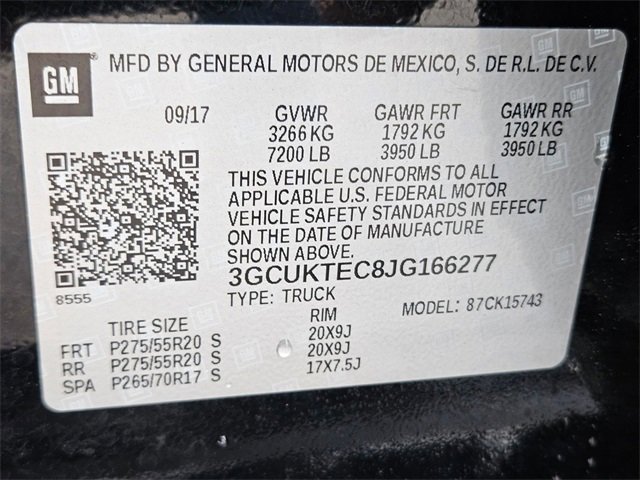 GM MFD BY GENERAL MOTORS DE MEXICO, S. DE R.L. DE C.V.
09/17 GVWR GAWR FRT GAWR RR
3266 KG 1792 KG 1792 KG
7200 LB 3950 LB 3950 LB
THIS VEHICLE CONFORMS TO ALL
APPLICABLE U.S. FEDERAL MOTOR
VEHICLE SAFETY STANDARDS IN EFFECT
ON THE DATE OF MANUFACTURE
SHOWN ABOVE.
3GCUKTEC8JG166277
8555 TYPE: TRUCK MODEL: 87CK15743
TIRE SIZE RIM
FRT P275/55R20 S 20X9J
RR P275/55R20 S 20X9J
SPA P265/70R17 S 17X7.5J